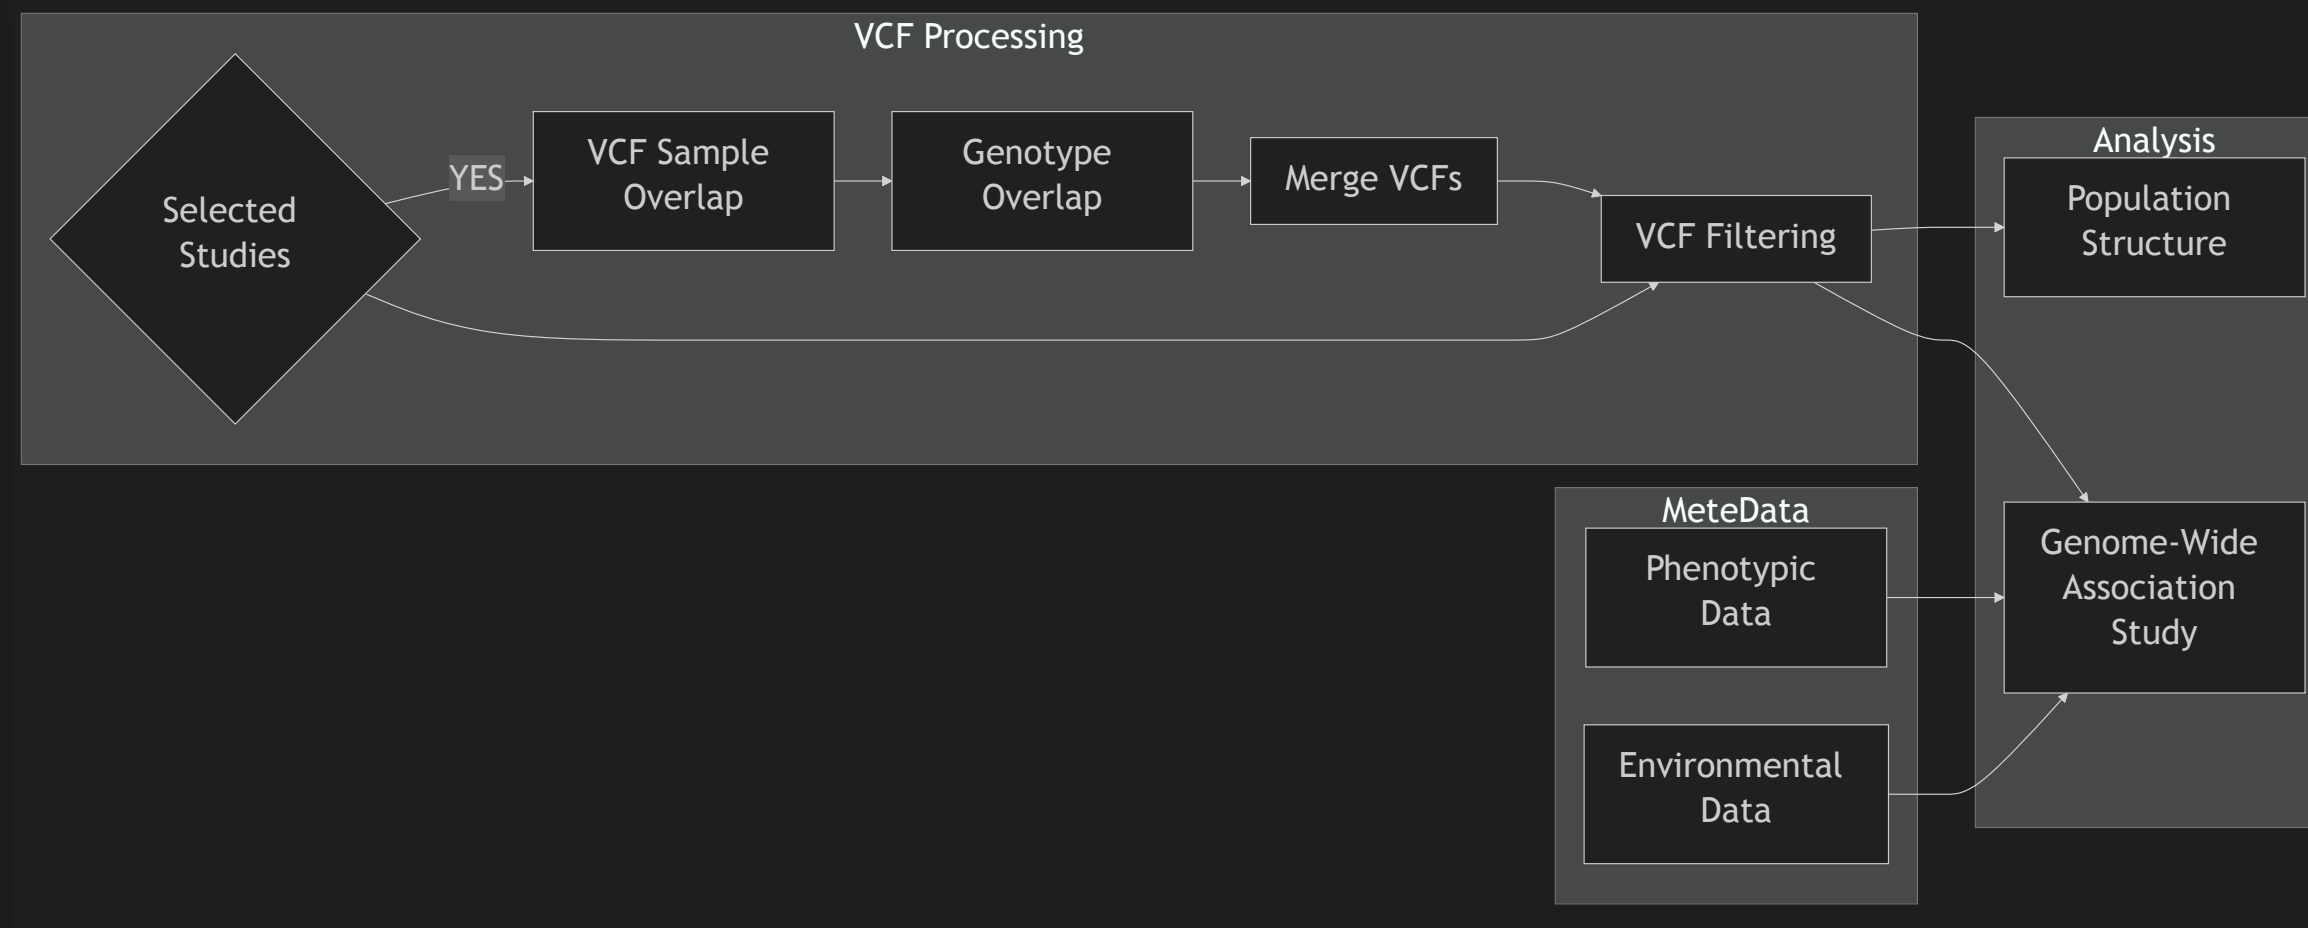 VCF Processing
Selected
Studies
YES
VCF Sample
Overlap
Genotype
Overlap
Merge VCFs
VCF Filtering
Analysis
Population
Structure
Genome-Wide
Association
Study
MeteData
Phenotypic
Data
Environmental
Data